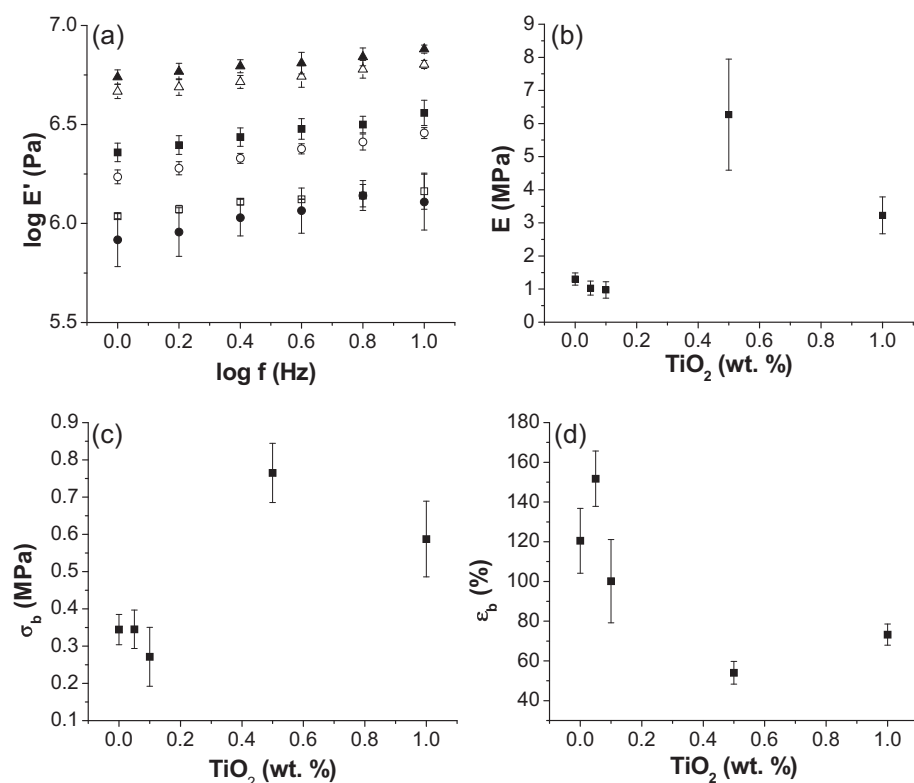 (a)
7.0
6.5
6.0
5.5
log E' (Pa)
0.0 0.2 0.4 0.6 0.8 1.0
log f (Hz)
(b)
9
8
7
6
5
4
3
2
1
0
E (MPa)
0.0 0.2 0.4 0.6 0.8 1.0
TiO₂ (wt. %)
(c)
0.9
0.8
0.7
0.6
0.5
0.4
0.3
0.2
0.1
σ_b (MPa)
0.0 0.2 0.4 0.6 0.8 1.0
TiO₂ (wt. %)
(d)
180
160
140
120
100
80
60
40
ε_b (%)
0.0 0.2 0.4 0.6 0.8 1.0
TiO₂ (wt. %)